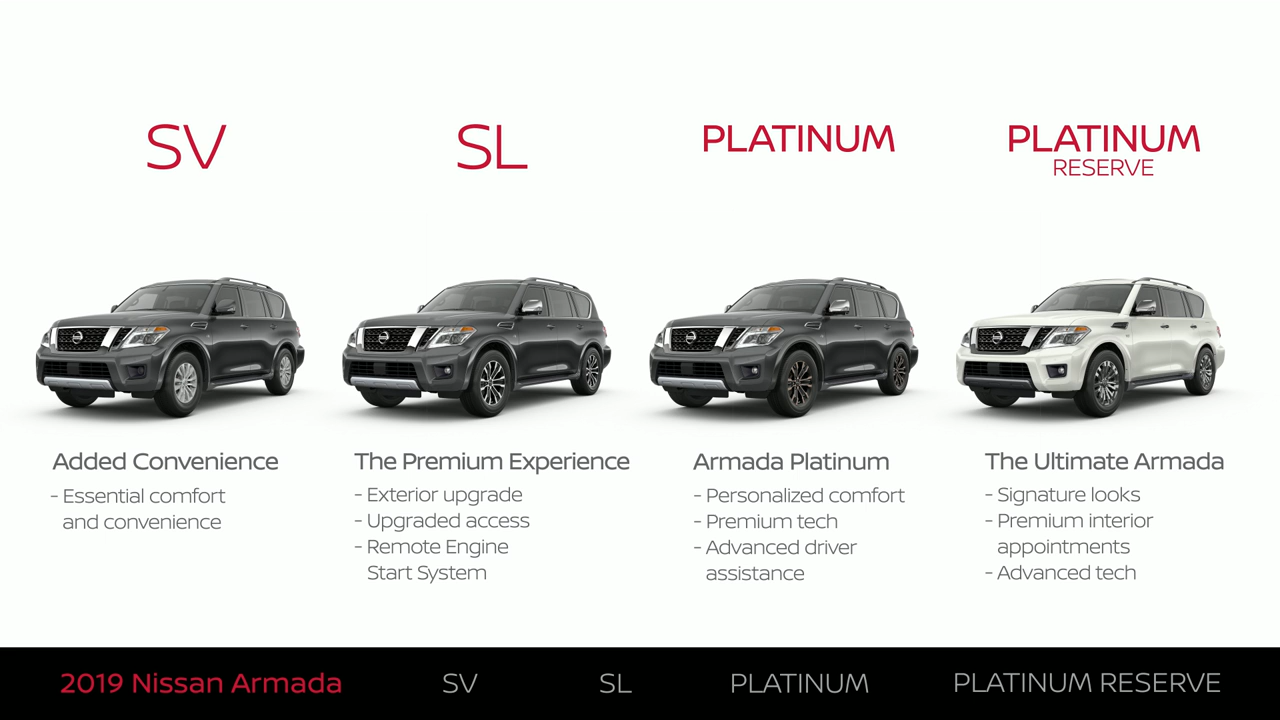 SV
SL
PLATINUM
PLATINUM
RESERVE
Added Convenience
- Essential comfort
and convenience
The Premium Experience
- Exterior upgrade
- Upgraded access
- Remote Engine
Start System
Armada Platinum
- Personalized comfort
- Premium tech
- Advanced driver
assistance
The Ultimate Armada
- Signature looks
- Premium interior
appointments
- Advanced tech
2019 Nissan Armada
SV
SL
PLATINUM
PLATINUM RESERVE